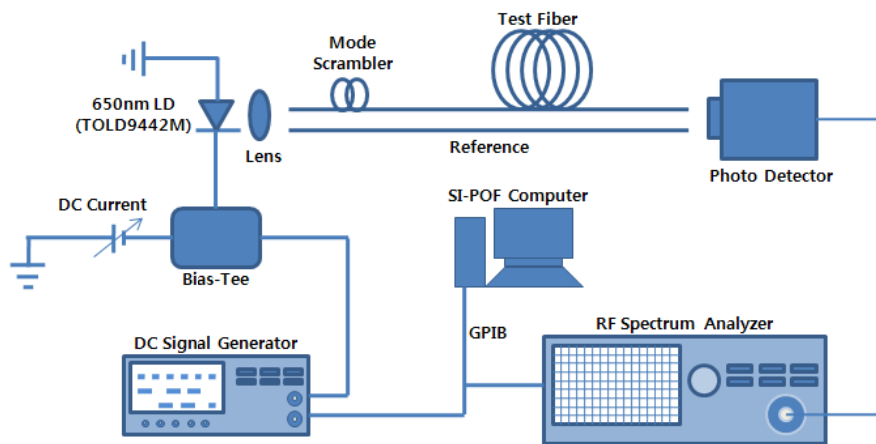 Test Fiber
Mode
Scrambler
650nm LD
(TOLD9442M)
Lens
Reference
Photo Detector
DC Current
SI-POF Computer
Bias-Tee
GPIB
RF Spectrum Analyzer
DC Signal Generator